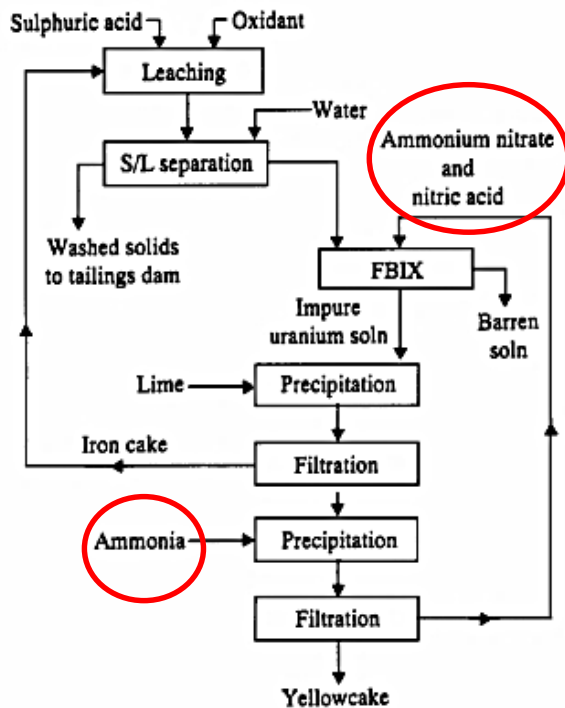 Sulphuric acid
Oxidant
Leaching
Water
S/L separation
Ammonium nitrate
and
nitric acid
Washed solids
to tailings dam
FBIX
Impure
uranium soln
Barren
soln
Lime
Precipitation
Iron cake
Filtration
Ammonia
Precipitation
Filtration
Yellowcake